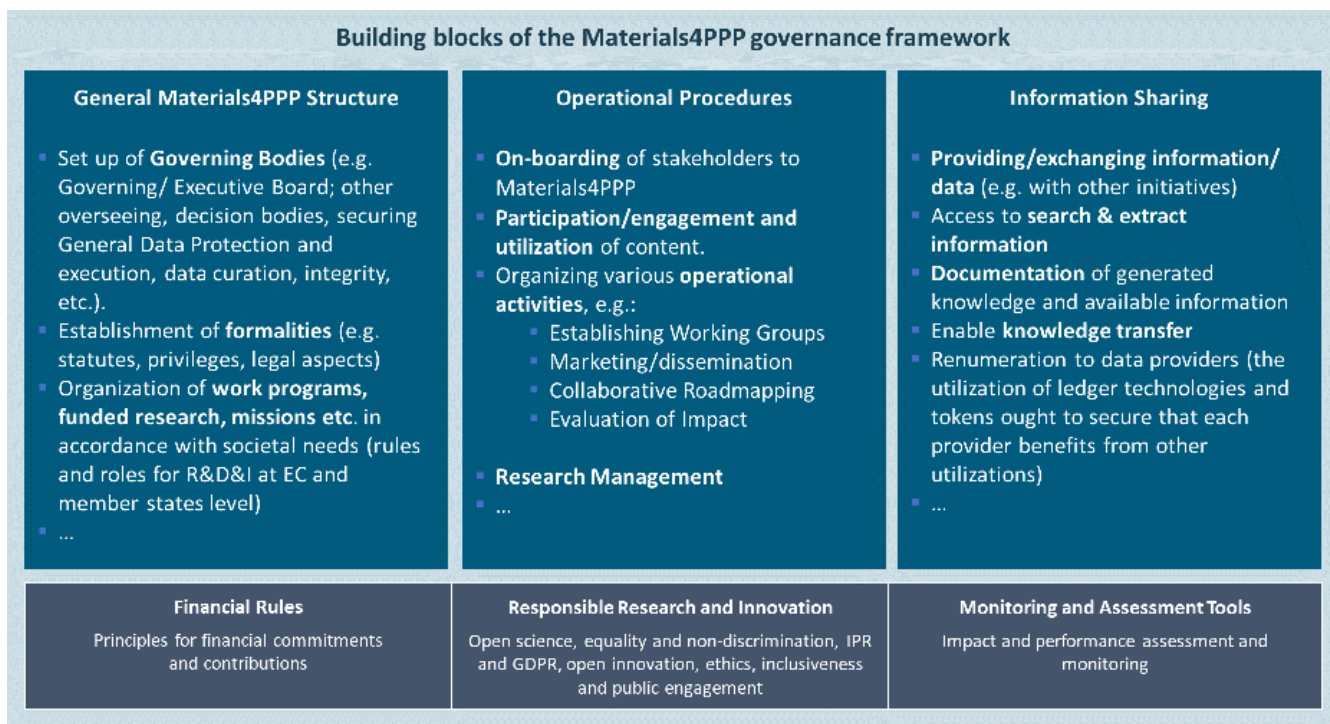 Building blocks of the Materials4PPP governance framework
General Materials4PPP Structure
▪ Set up of Governing Bodies (e.g.
Governing/ Executive Board; other
overseeing, decision bodies, securing
General Data Protection and
execution, data curation, integrity,
etc.).
▪ Establishment of formalities (e.g.
statutes, privileges, legal aspects)
▪ Organization of work programs,
funded research, missions etc. in
accordance with societal needs (rules
and roles for R&D&I at EC and
member states level)
▪ ...
Operational Procedures
▪ On-boarding of stakeholders to
Materials4PPP
▪ Participation/engagement and
utilization of content.
▪ Organizing various operational
activities, e.g.:
▪ Establishing Working Groups
▪ Marketing/dissemination
▪ Collaborative Roadmapping
▪ Evaluation of Impact
▪ Research Management
▪ ...
Information Sharing
▪ Providing/exchanging information/
data (e.g. with other initiatives)
▪ Access to search & extract
information
▪ Documentation of generated
knowledge and available information
▪ Enable knowledge transfer
▪ Renumeration to data providers (the
utilization of ledger technologies and
tokens ought to secure that each
provider benefits from other
utilizations)
▪ ...
Financial Rules
Principles for financial commitments
and contributions
Responsible Research and Innovation
Open science, equality and non-discrimination, IPR
and GDPR, open innovation, ethics, inclusiveness
and public engagement
Monitoring and Assessment Tools
Impact and performance assessment and
monitoring